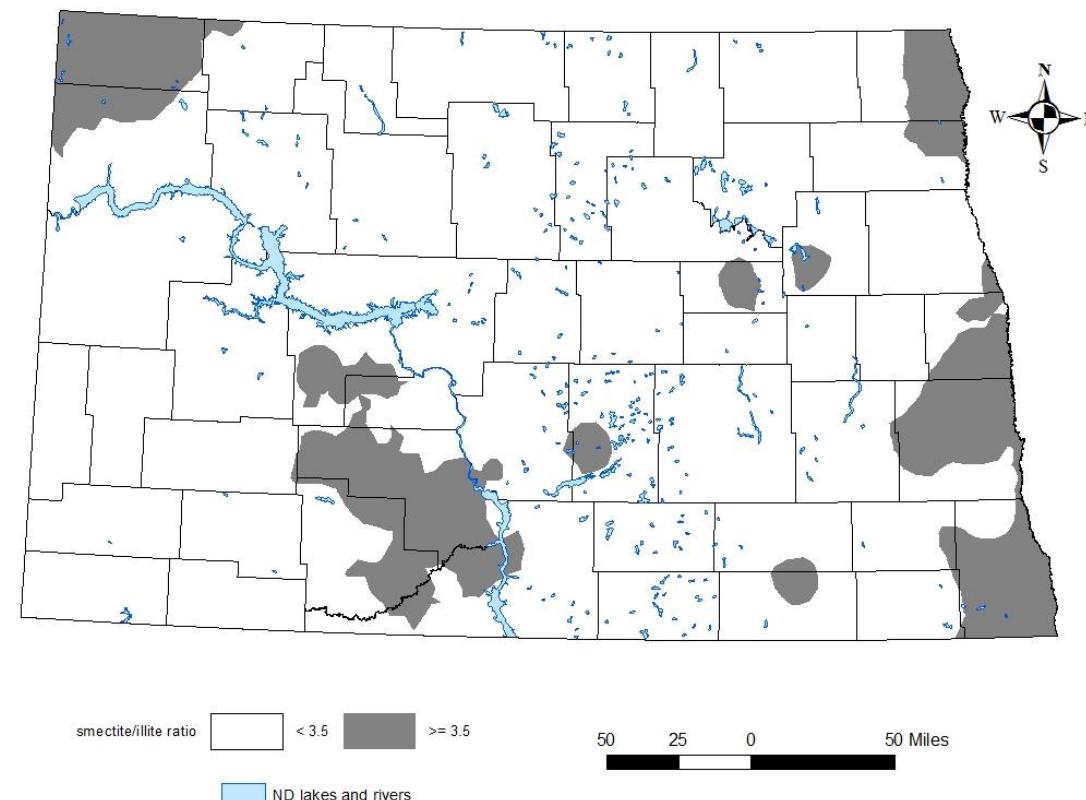 N
W
S
smectite/illite ratio < 3.5 >= 3.5
50 25 0 50 Miles
ND lakes and rivers